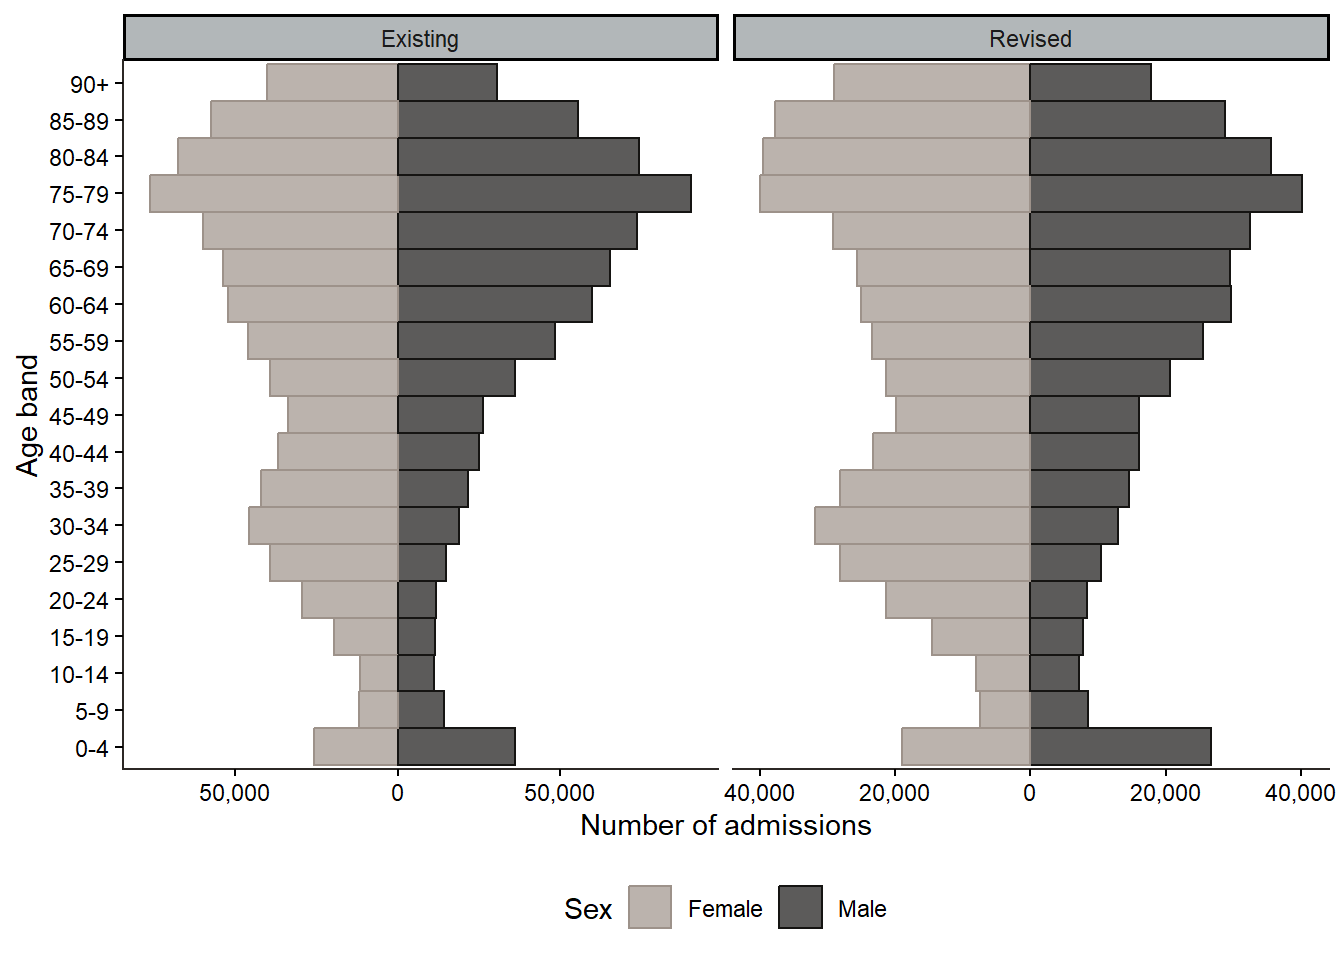 Existing
Revised
Age band
90+
85-89
80-84
75-79
70-74
65-69
60-64
55-59
50-54
45-49
40-44
35-39
30-34
25-29
20-24
15-19
10-14
5-9
0-4
50,000 0 50,000
40,000 20,000 0 20,000 40,000
Number of admissions
Sex Female Male